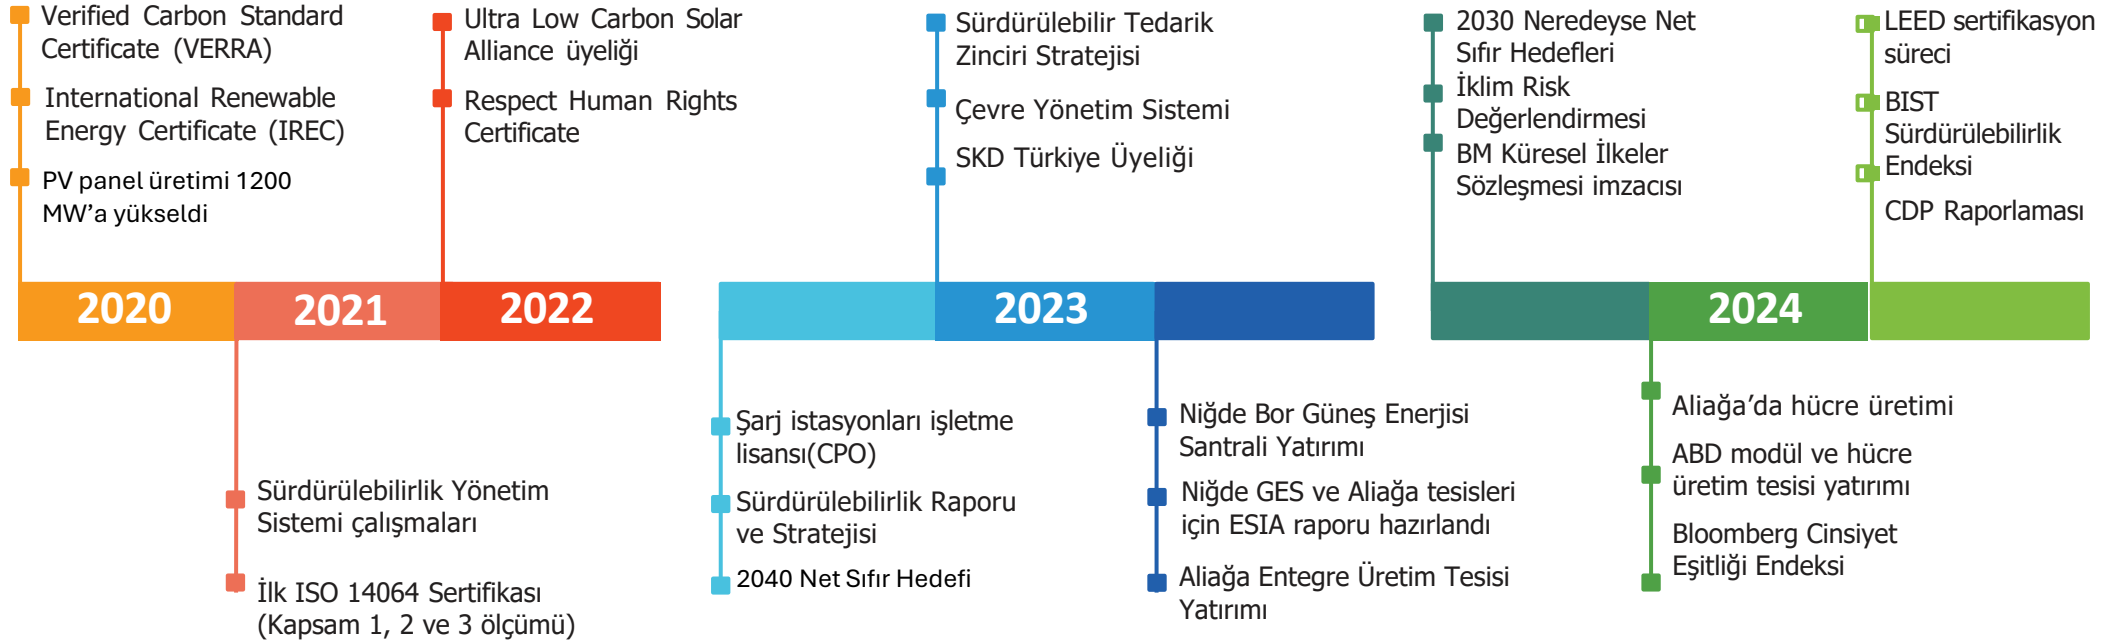 Verified Carbon Standard
Certificate (VERRA)
International Renewable
Energy Certificate (IREC)
PV panel üretimi 1200
MW'a yükseldi
Ultra Low Carbon Solar
Alliance üyeliği
Respect Human Rights
Certificate
Sürdürülebilir Tedarik
Zinciri Stratejisi
Çevre Yönetim Sistemi
SKD Türkiye Üyeliği
2030 Neredeyse Net
Sıfır Hedefleri
İklim Risk
Değerlendirmesi
BM Küresel İlkeler
Sözleşmesi imzacısı
LEED sertifikasyon
süreci
BIST
Sürdürülebilirlik
Endeksi
CDP Raporlaması
2020
2021
2022
2023
2024
Sürdürülebilirlik Yönetim
Sistemi çalışmaları
İlk ISO 14064 Sertifikası
(Kapsam 1, 2 ve 3 ölçümü)
Şarj istasyonları işletme
lisansı(CPO)
Sürdürülebilirlik Raporu
ve Stratejisi
2040 Net Sıfır Hedefi
Niğde Bor Güneş Enerjisi
Santrali Yatırımı
Niğde GES ve Aliağa tesisleri
için ESIA raporu hazırlandı
Aliağa Entegre Üretim Tesisi
Yatırımı
Aliağa'da hücre üretimi
ABD modül ve hücre
üretim tesisi yatırımı
Bloomberg Cinsiyet
Eşitliği Endeksi